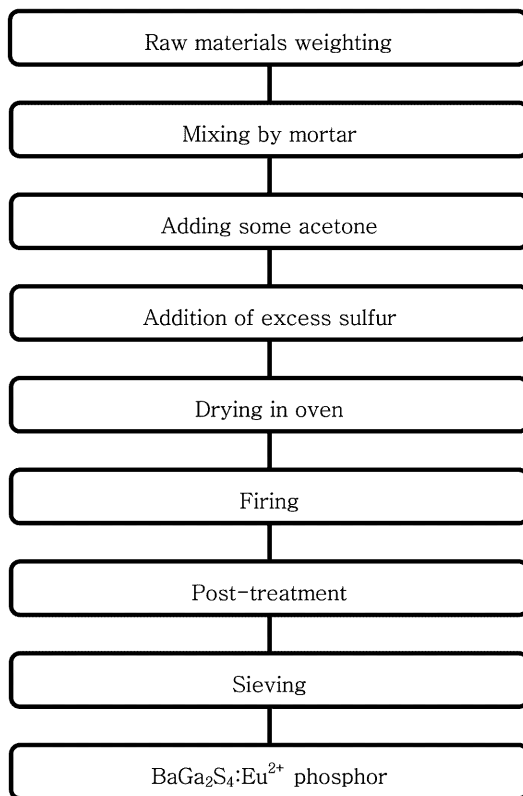 Raw materials weighting
Mixing by mortar
Adding some acetone
Addition of excess sulfur
Drying in oven
Firing
Post-treatment
Sieving
BaGa₂S₄:Eu²⁺ phosphor